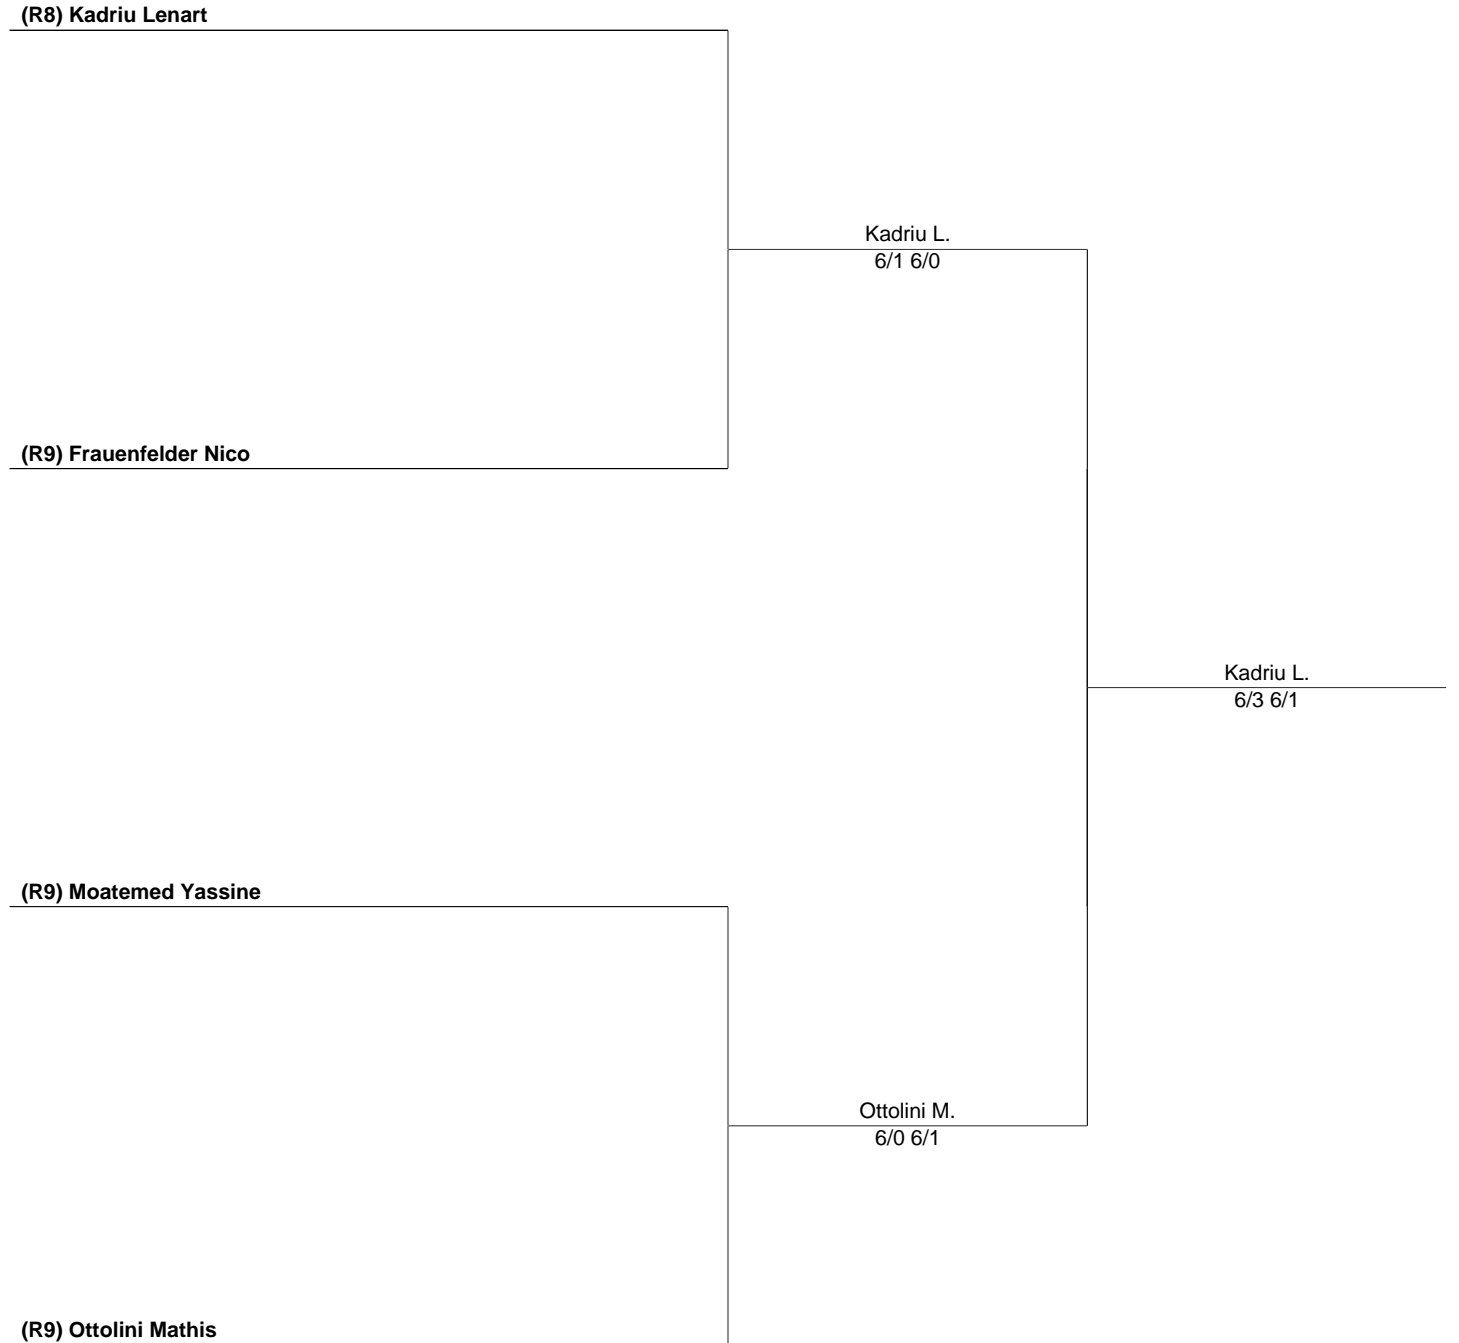 (R8) Kadriu Lenart
Kadriu L.
6/1 6/0
(R9) Frauenfelder Nico
Kadriu L.
6/3 6/1
(R9) Moatemed Yassine
Ottolini M.
6/0 6/1
(R9) Ottolini Mathis